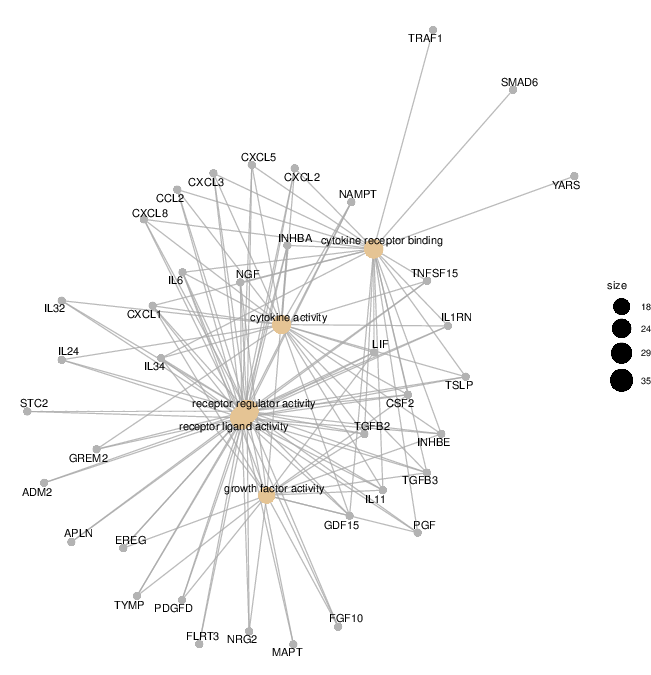 TRAF1
SMAD6
CXCL5
CXCL2
CXCL3
YARS
CCL2
NAMPT
CXCL8
INHBA
cytokine receptor binding
IL6
NGF
TNFSF15
size
IL32
CXCL1
18
cytokine activity
IL1RN
24
LIF
IL24
IL34
29
TSLP
35
STC2
receptor regulator activity
CSF2
receptor ligand activity
TGFB2
INHBE
GREM2
TGFB3
ADM2
growth factor activity
IL11
GDF15
PGF
APLN
EREG
TYMP
PDGFD
FGF10
FLRT3
NRG2
MAPT